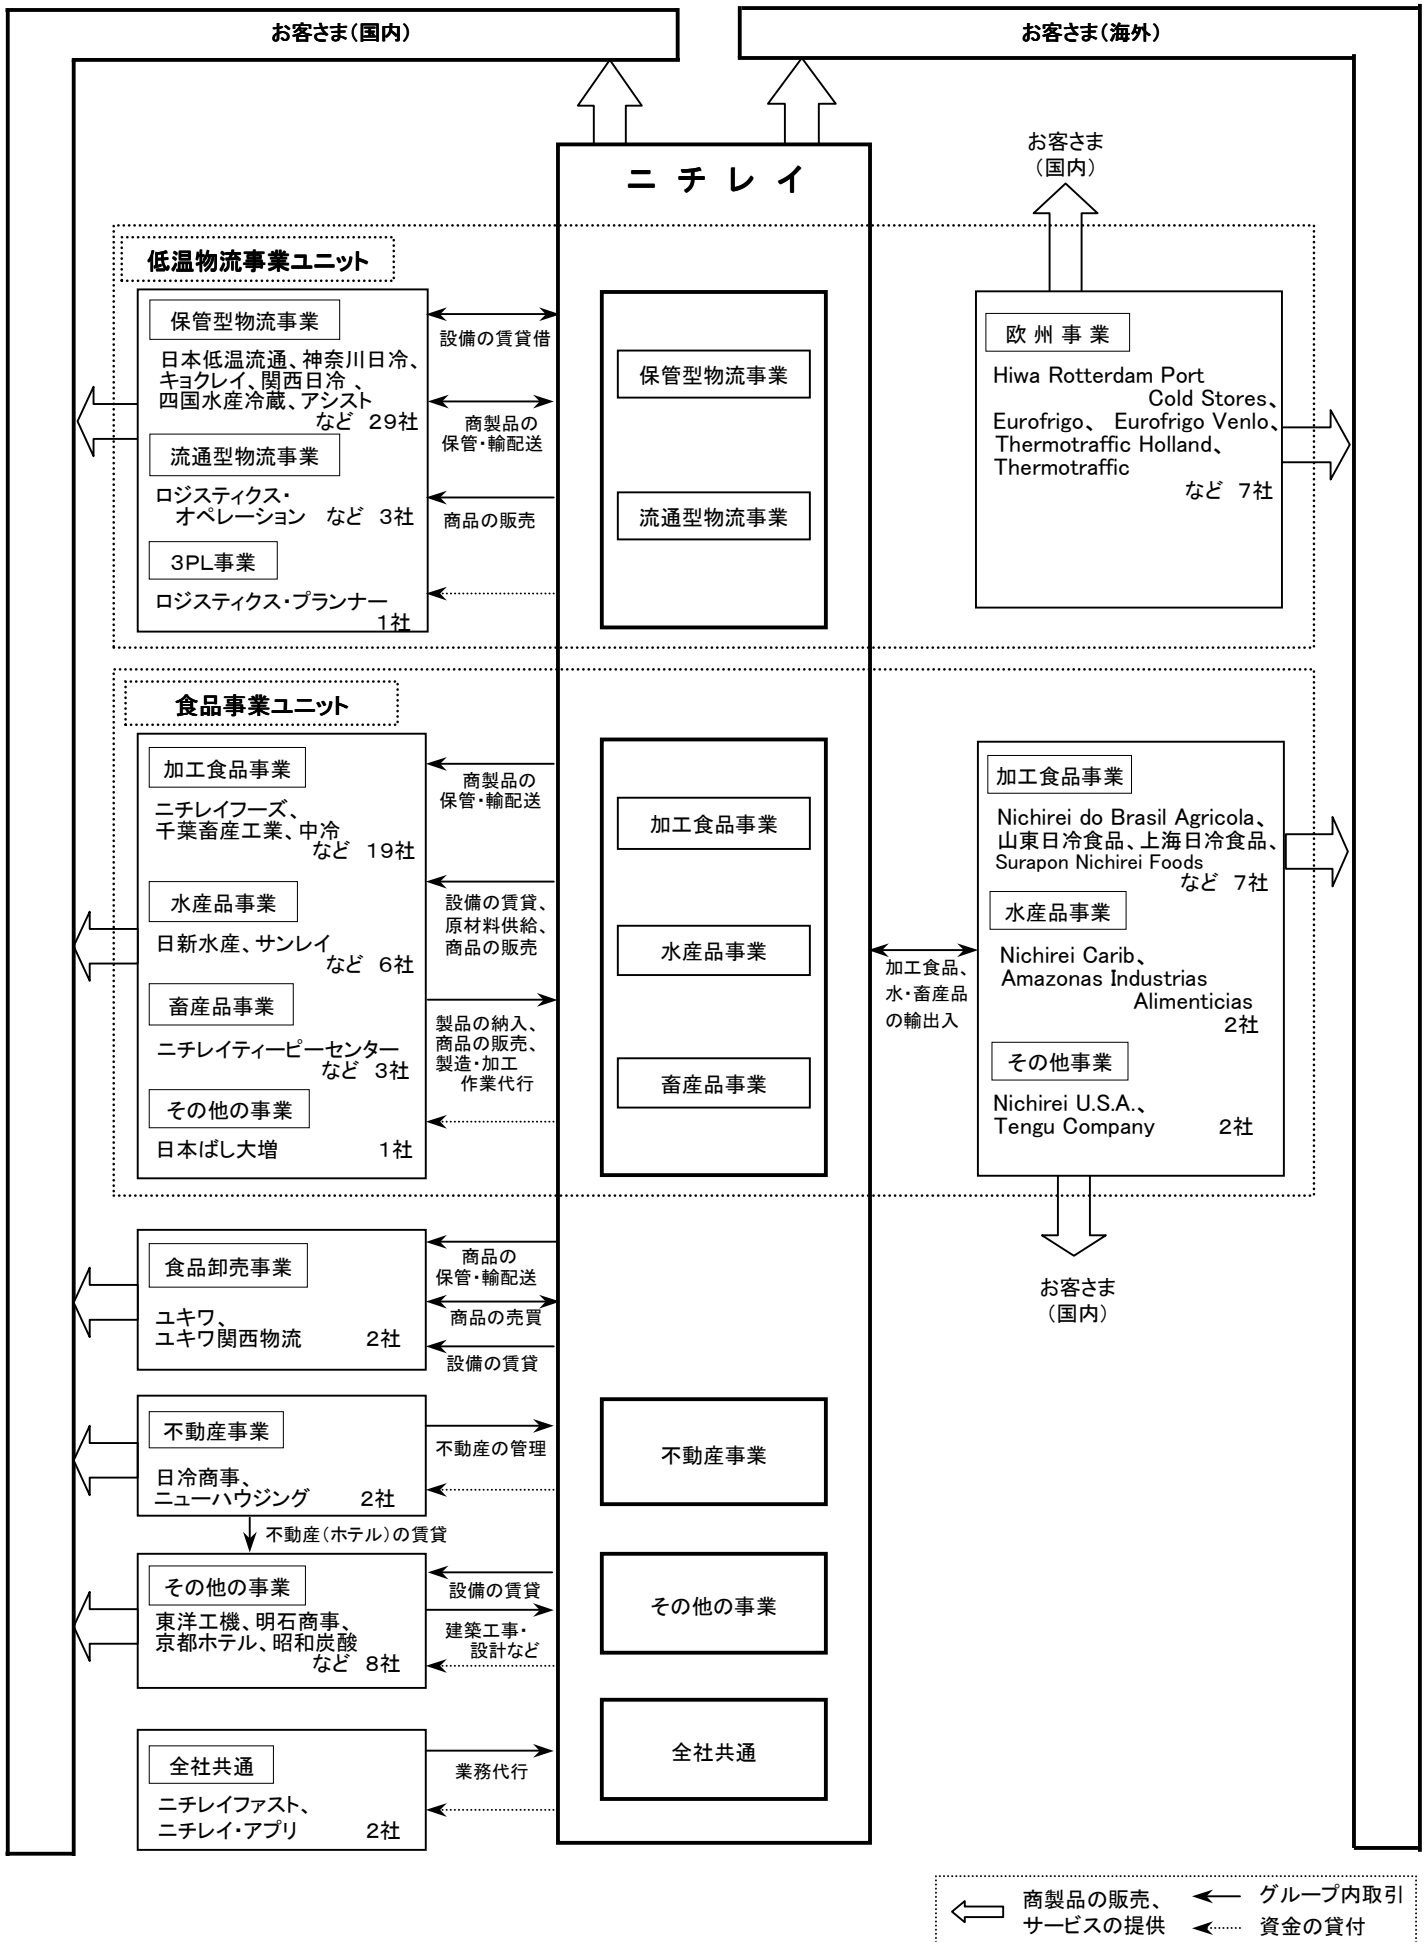 お客さま(国内)
お客さま(海外)
ニチレイ
お客さま
(国内)
低温物流事業ユニット
保管型物流事業
日本低温流通、神奈川日冷、
キョクレイ、関西日冷 、
四国水産冷蔵、アシスト
など 29社
流通型物流事業
ロジスティクス・
オペレーション など 3社
3PL事業
ロジスティクス・プランナー
1社
設備の賃貸借
商製品の
保管・輸配送
商品の販売
保管型物流事業
流通型物流事業
欧 州 事 業
Hiwa Rotterdam Port
Cold Stores、
Eurofrigo、 Eurofrigo Venlo、
Thermotraffic Holland、
Thermotraffic
など 7社
食品事業ユニット
加工食品事業
ニチレイフーズ、
千葉畜産工業、中冷
など 19社
水産品事業
日新水産、サンレイ
など 6社
畜産品事業
ニチレイティーピーセンター
など 3社
その他の事業
日本ばし大増 1社
商製品の
保管・輸配送
設備の賃貸、
原材料供給、
商品の販売
製品の納入、
商品の販売、
製造・加工
作業代行
加工食品事業
水産品事業
畜産品事業
加工食品、
水・畜産品
の輸出入
加工食品事業
Nichirei do Brasil Agricola、
山東日冷食品、上海日冷食品、
Surapon Nichirei Foods
など 7社
水産品事業
Nichirei Carib、
Amazonas Industrias
Alimenticias
2社
その他事業
Nichirei U.S.A.、
Tengu Company 2社
お客さま
(国内)
食品卸売事業
ユキワ、
ユキワ関西物流 2社
商品の
保管・輸配送
商品の売買
設備の賃貸
不動産事業
日冷商事、
ニューハウジング 2社
不動産の管理
不動産事業
不動産(ホテル)の賃貸
その他の事業
東洋工機、明石商事、
京都ホテル、昭和炭酸
など 8社
設備の賃貸
建築工事・
設計など
その他の事業
全社共通
ニチレイファスト、
ニチレイ・アプリ 2社
業務代行
全社共通
商製品の販売、
サービスの提供
グループ内取引
資金の貸付